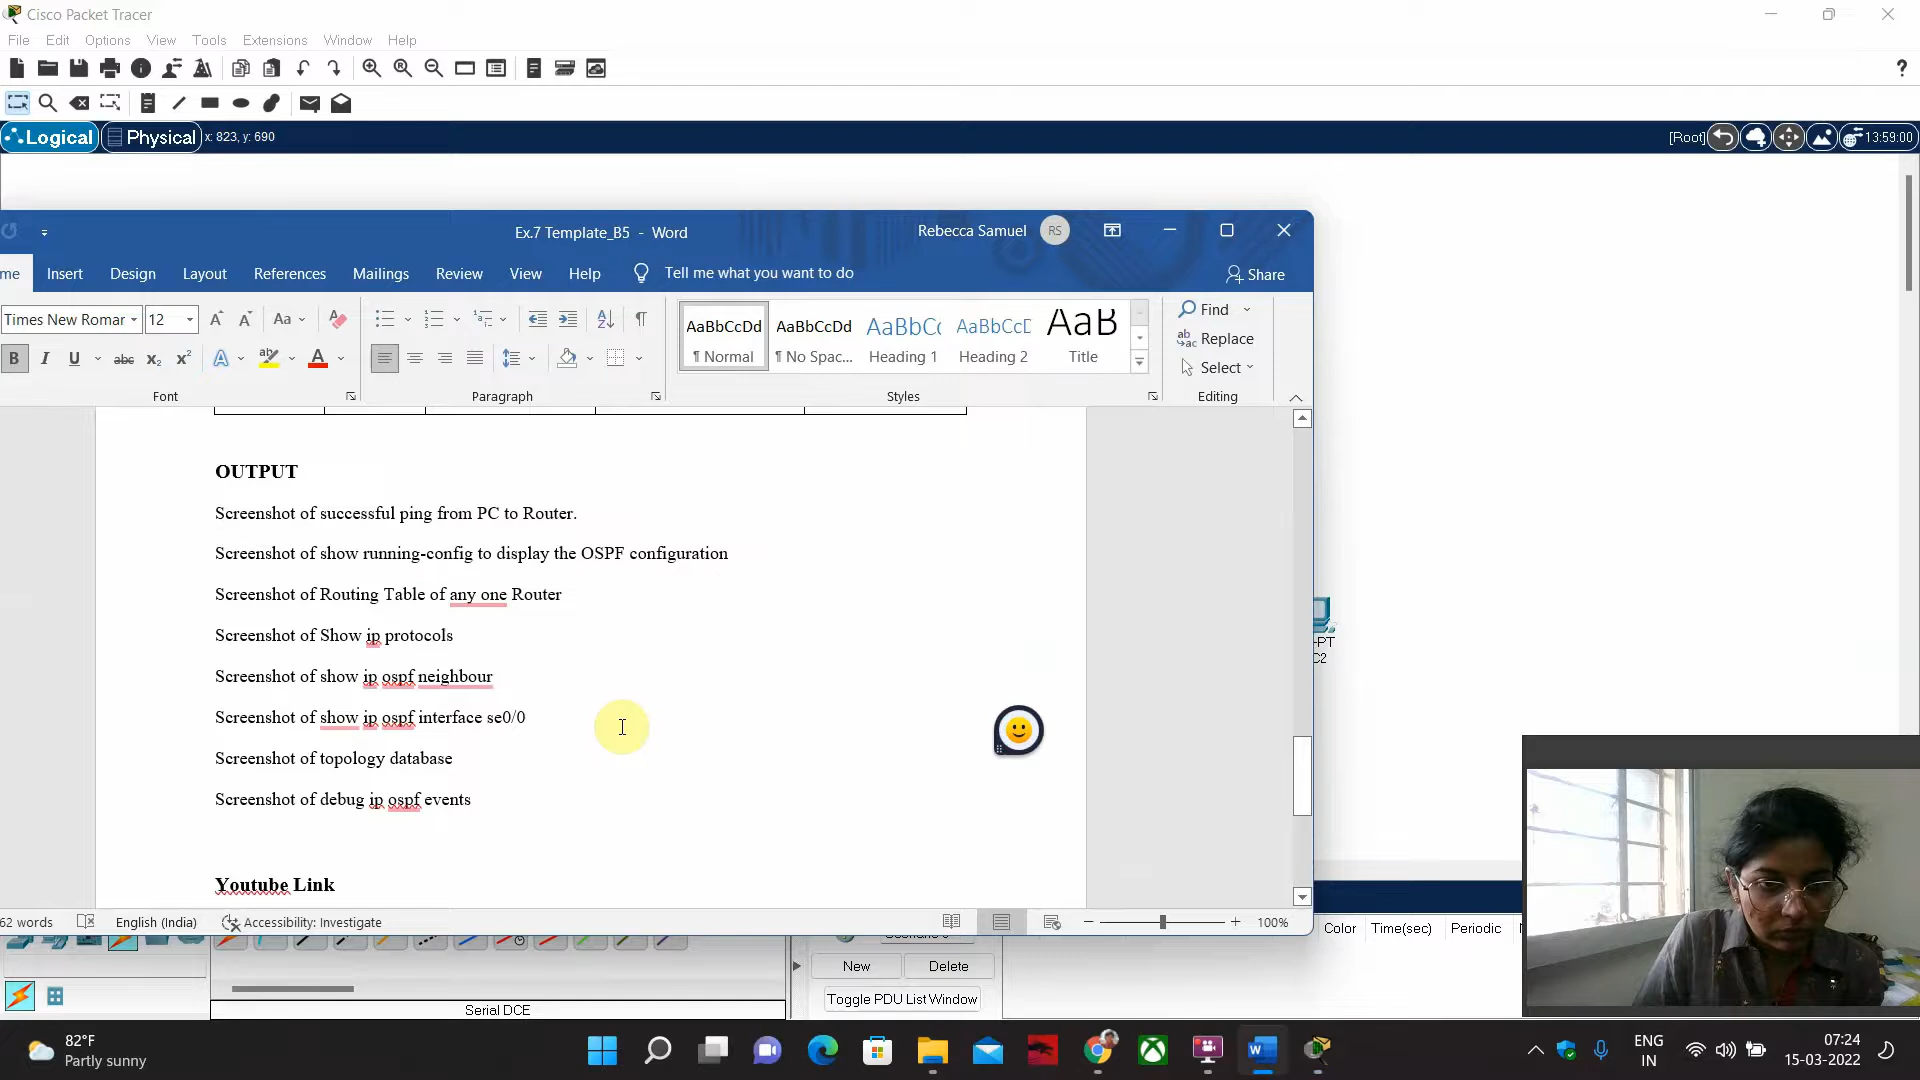 Cisco Packet Tracer
File Edit Options View Tools Extensions Window Help
?
Logical Physical x: 823, y: 690
[Root] 13:59:00
Ex.7 Template_B5 - Word
Rebecca Samuel RS
me Insert Design Layout References Mailings Review View Help Tell me what you want to do Share
Times New Romar 12 Aa
AaBbCcDd AaBbCcDd AaBbCc AaBbCcD AaB
Find
Replace
Select
¶ Normal ¶ No Spac... Heading 1 Heading 2 Title
Font Paragraph Styles Editing
OUTPUT
Screenshot of successful ping from PC to Router.
Screenshot of show running-config to display the OSPF configuration
Screenshot of Routing Table of any one Router
Screenshot of Show ip protocols
Screenshot of show ip ospf neighbour
Screenshot of show ip ospf interface se0/0
Screenshot of topology database
Screenshot of debug ip ospf events
Youtube Link
-PT
C2
62 words English (India) Accessibility: Investigate 100%
Color Time(sec) Periodic
New Delete
Toggle PDU List Window
Serial DCE
82°F
Partly sunny
ENG
IN
07:24
15-03-2022